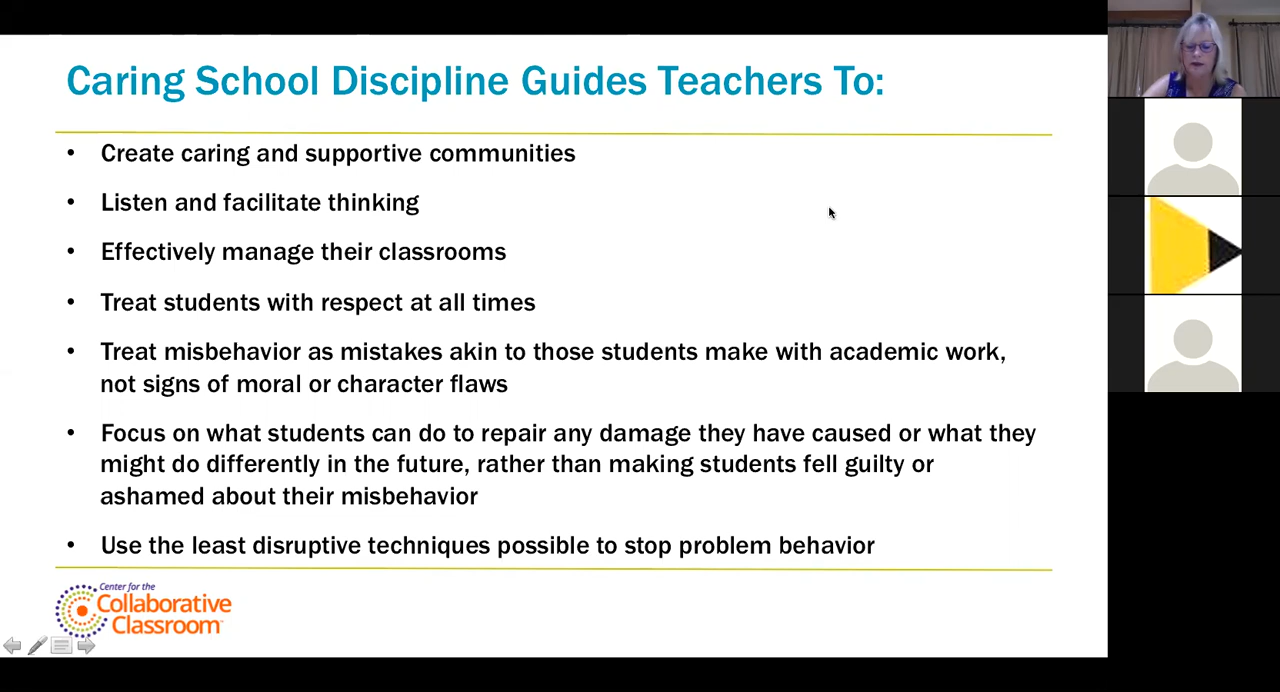 Caring School Discipline Guides Teachers To:
• Create caring and supportive communities
• Listen and facilitate thinking
• Effectively manage their classrooms
• Treat students with respect at all times
• Treat misbehavior as mistakes akin to those students make with academic work,
not signs of moral or character flaws
• Focus on what students can do to repair any damage they have caused or what they
might do differently in the future, rather than making students fell guilty or
ashamed about their misbehavior
• Use the least disruptive techniques possible to stop problem behavior
Center for the
Collaborative
Classroom™